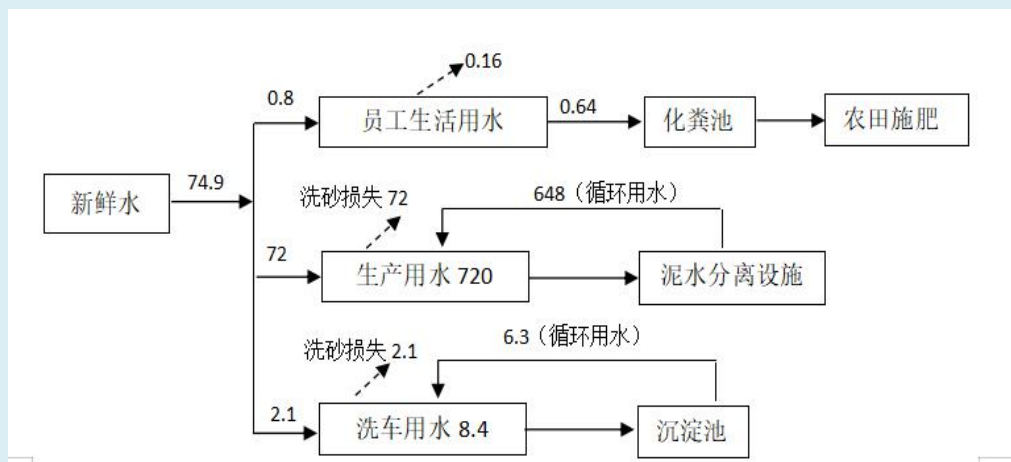 0.16
0.8
员工生活用水
0.64
化粪池
农田施肥
新鲜水
74.9
洗砂损失 72
648（循环用水）
72
生产用水 720
泥水分离设施
洗砂损失 2.1
6.3（循环用水）
2.1
洗车用水 8.4
沉淀池